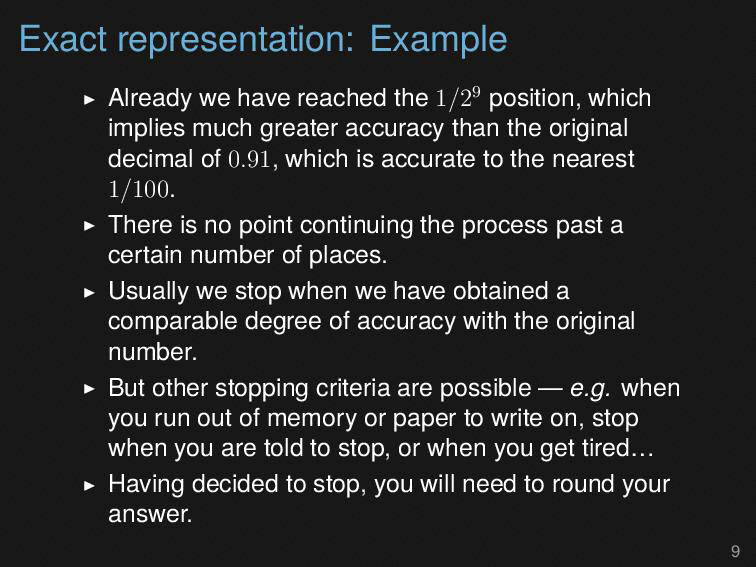 Exact representation: Example
▶ Already we have reached the 1/2⁹ position, which
implies much greater accuracy than the original
decimal of 0.91, which is accurate to the nearest
1/100.
▶ There is no point continuing the process past a
certain number of places.
▶ Usually we stop when we have obtained a
comparable degree of accuracy with the original
number.
▶ But other stopping criteria are possible — e.g. when
you run out of memory or paper to write on, stop
when you are told to stop, or when you get tired…
▶ Having decided to stop, you will need to round your
answer.
9